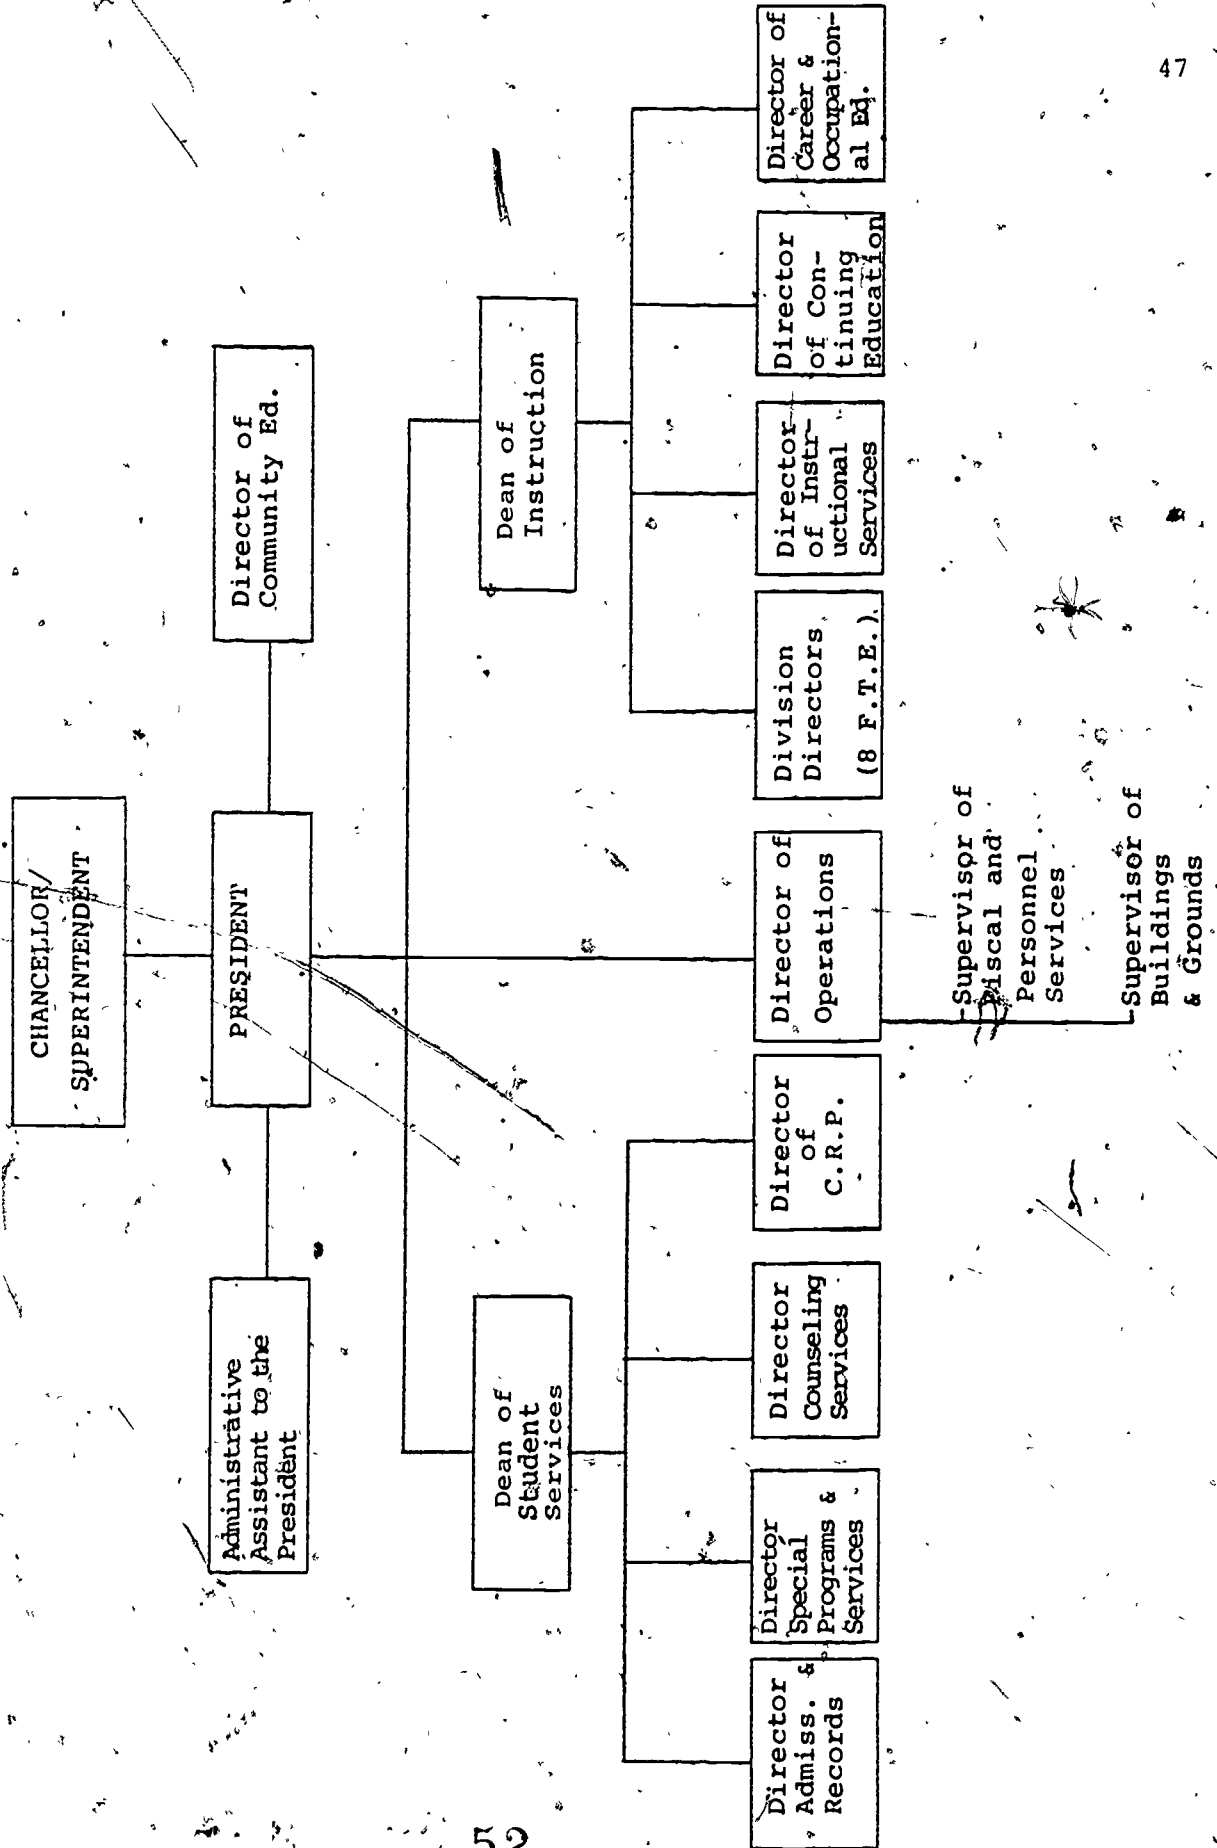 47
CHANCELLOR/
SUPERINTENDENT
Administrative
Assistant to the
President
PRESIDENT
Director of
Community Ed.
Dean of
Student
Services
Dean of
Instruction
Director
Admiss. &
Records
Director
Special
Programs &
Services
Director
Counseling
Services
Director
of
C.R.P.
Director of
Operations
Division
Directors
(8 F.T.E.)
Director
of Instr-
uctional
Services
Director
of Con-
tinuing
Education
Director of
Career &
Occupation-
al Ed.
Supervisor of
Fiscal and
Personnel
Services
Supervisor of
Buildings
& Grounds